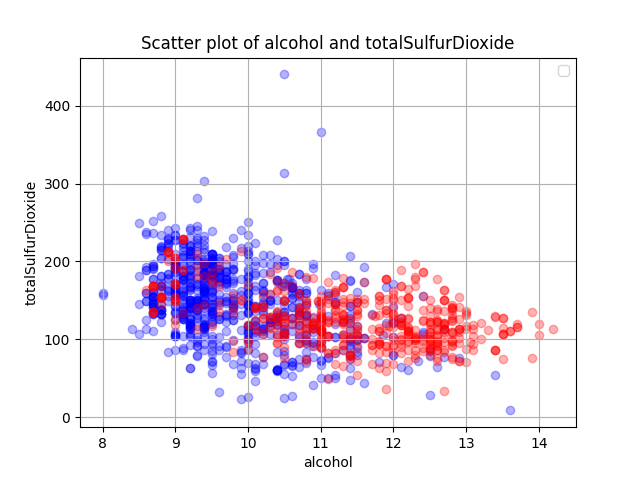 Scatter plot of alcohol and totalSulfurDioxide
400
300
200
100
0
totalSulfurDioxide
8 9 10 11 12 13 14
alcohol